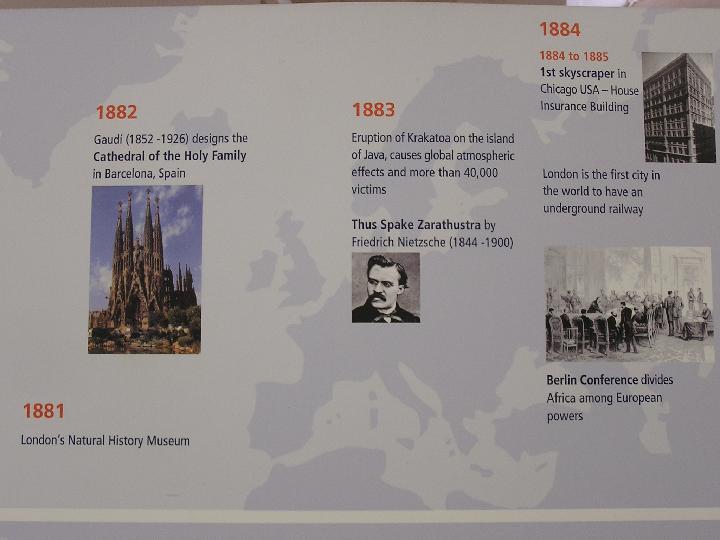 1881
London's Natural History Museum
1882
Gaudí (1852 -1926) designs the
Cathedral of the Holy Family
in Barcelona, Spain
1883
Eruption of Krakatoa on the island
of Java, causes global atmospheric
effects and more than 40,000
victims
Thus Spake Zarathustra by
Friedrich Nietzsche (1844 -1900)
1884
1884 to 1885
1st skyscraper in
Chicago USA – House
Insurance Building
London is the first city in
the world to have an
underground railway
Berlin Conference divides
Africa among European
powers